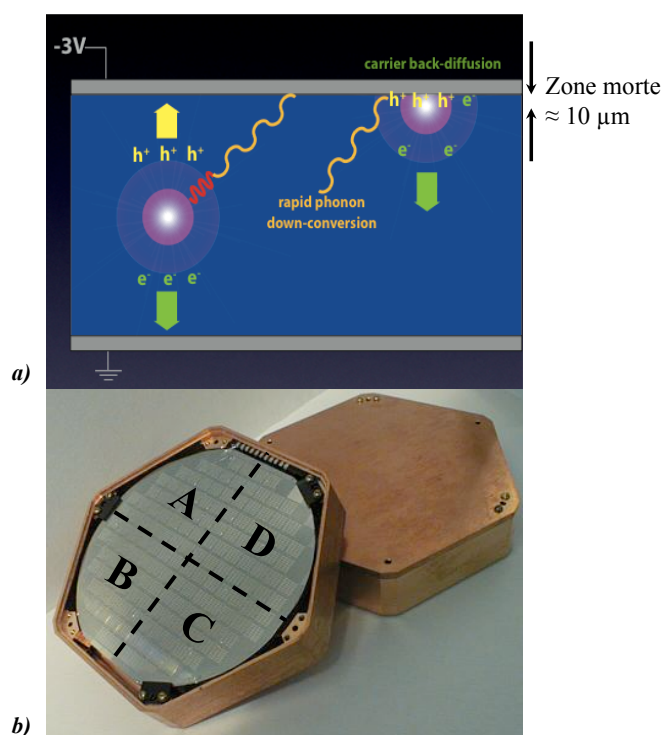 -3V
carrier back-diffusion
h⁺ h⁺ h⁺ e⁻
Zone morte
≈ 10 µm
h⁺ h⁺ h⁺
e⁻ e⁻
rapid phonon
down-conversion
e⁻ e⁻ e⁻
a)
A
D
B
C
b)